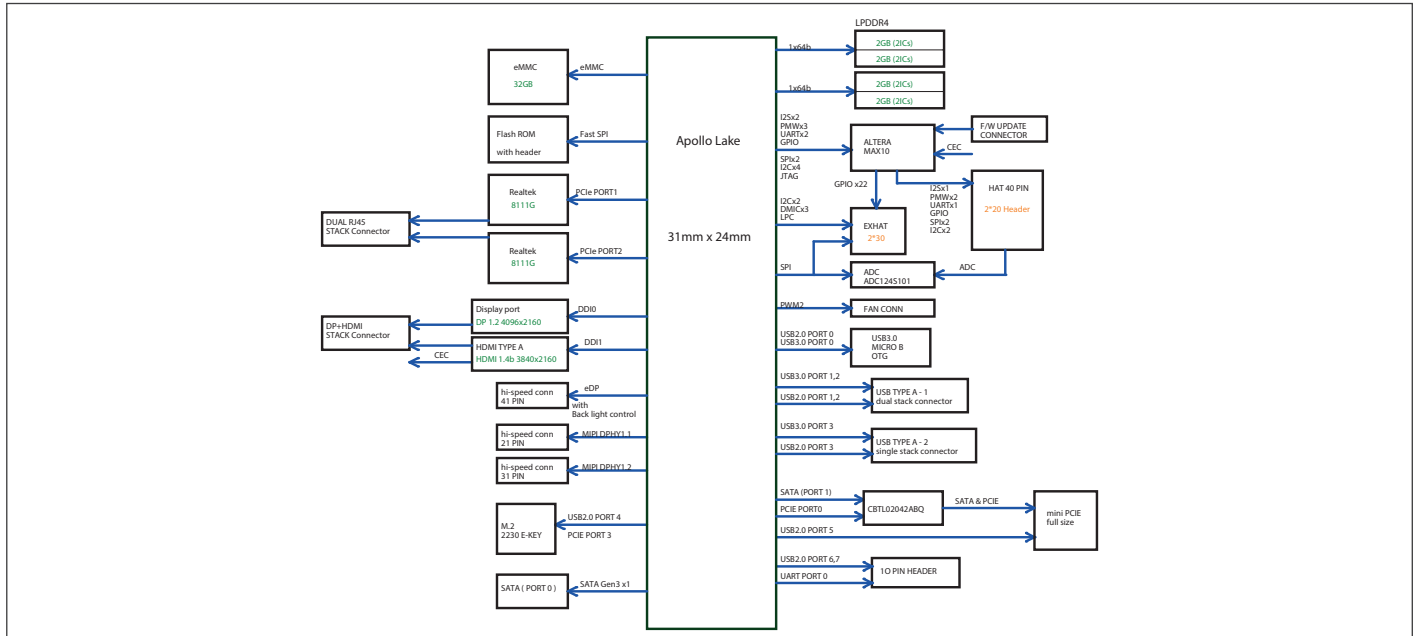 LPDDR4
2GB (2ICs)
2GB (2ICs)
1x64b
2GB (2ICs)
2GB (2ICs)
1x64b
eMMC
32GB
eMMC
Flash ROM
with header
Fast SPI
Apollo Lake
31mm x 24mm
I2Sx2
PMWx3
UARTx2
GPIO
SPIx2
I2Cx4
JTAG
ALTERA
MAX10
F/W UPDATE
CONNECTOR
CEC
GPIO x22
I2Sx1
PMWx2
UARTx1
GPIO
SPIx2
I2Cx2
HAT 40 PIN
2*20 Header
Realtek
8111G
PCIe PORT1
DUAL RJ45
STACK Connector
Realtek
8111G
PCIe PORT2
I2Cx2
DMICx3
LPC
EXHAT
2*30
SPI
ADC
ADC124S101
ADC
Display port
DP 1.2 4096x2160
DDI0
DP+HDMI
STACK Connector
HDMI TYPE A
HDMI 1.4b 3840x2160
DDI1
CEC
PWM2
FAN CONN
USB2.0 PORT 0
USB3.0 PORT 0
USB3.0
MICRO B
OTG
hi-speed conn
41 PIN
eDP
with
Back light control
USB3.0 PORT 1,2
USB2.0 PORT 1,2
USB TYPE A - 1
dual stack connector
hi-speed conn
21 PIN
MIPI DPHY1.1
hi-speed conn
31 PIN
MIPI DPHY1.2
USB3.0 PORT 3
USB2.0 PORT 3
USB TYPE A - 2
single stack connector
M.2
2230 E-KEY
USB2.0 PORT 4
PCIE PORT 3
SATA (PORT 1)
PCIE PORT0
CBTL02042ABQ
SATA & PCIE
mini PCIE
full size
USB2.0 PORT 5
SATA ( PORT 0 )
SATA Gen3 x1
USB2.0 PORT 6,7
UART PORT 0
1O PIN HEADER